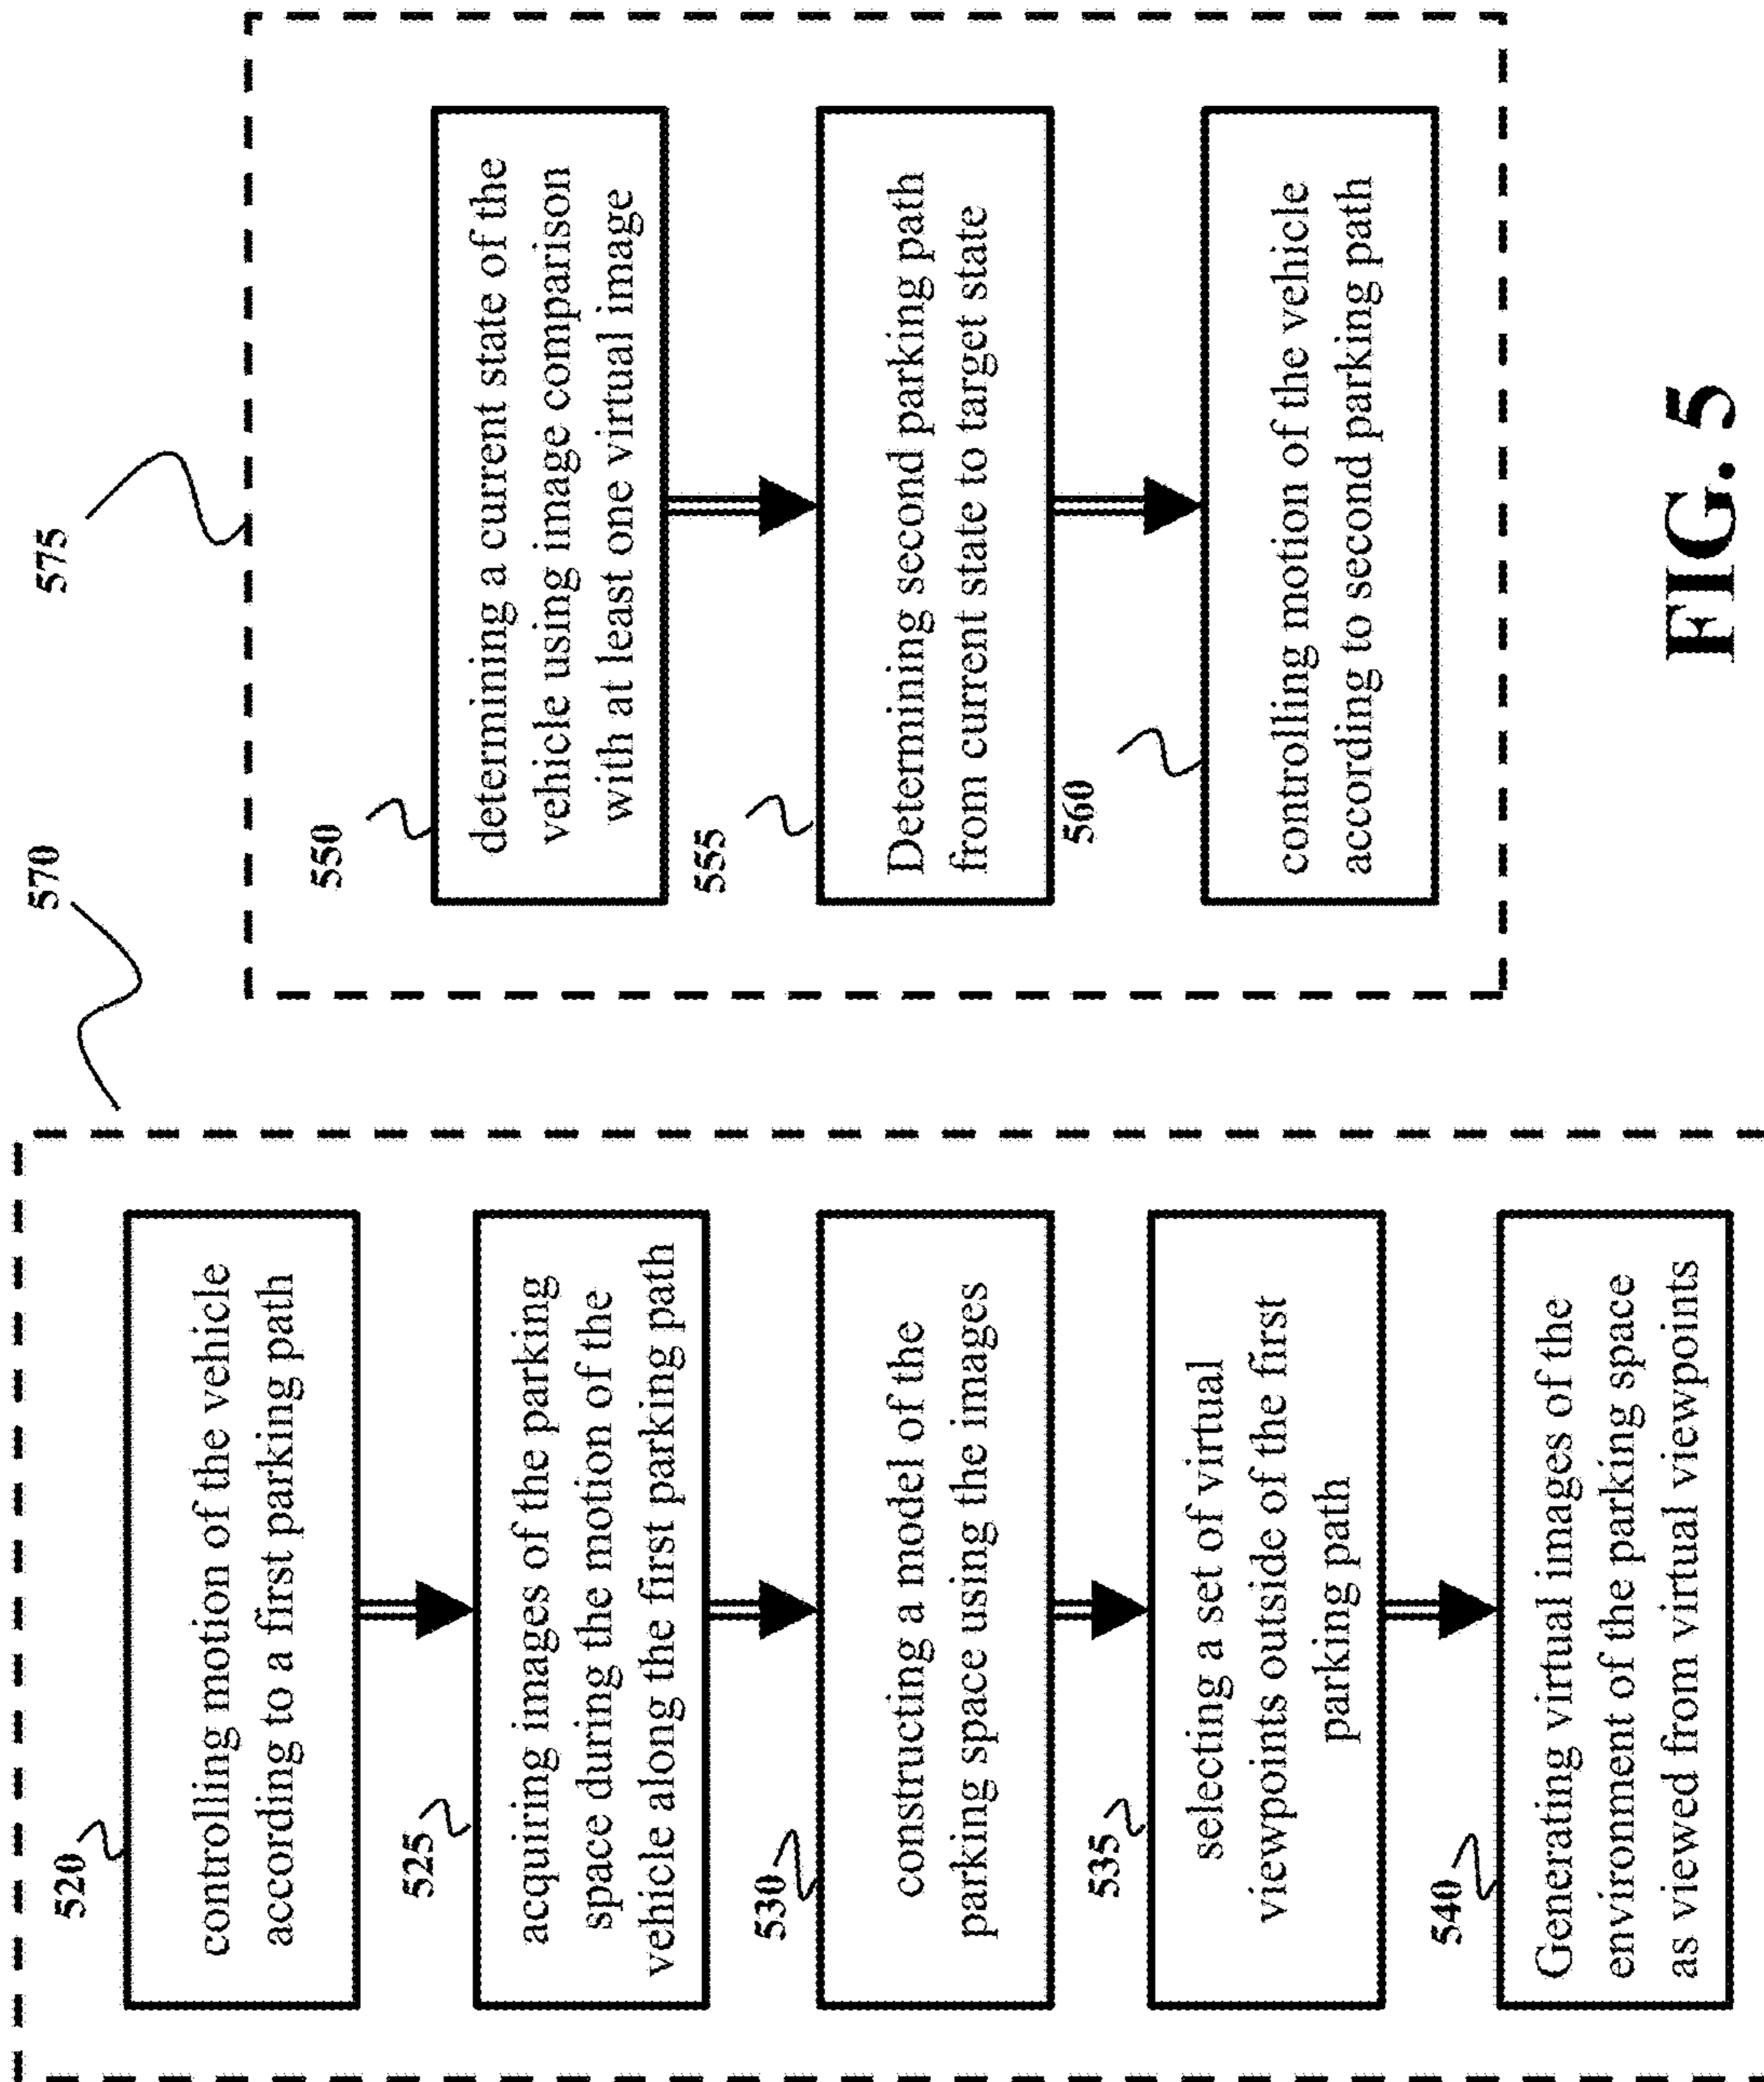 570
520
controlling motion of the vehicle
according to a first parking path
525
acquiring images of the parking
space during the motion of the
vehicle along the first parking path
530
constructing a model of the
parking space using the images
535
selecting a set of virtual
viewpoints outside of the first
parking path
540
Generating virtual images of the
environment of the parking space
as viewed from virtual viewpoints
575
550
determining a current state of the
vehicle using image comparison
with at least one virtual image
555
Determining second parking path
from current state to target state
560
controlling motion of the vehicle
according to second parking path
FIG. 5